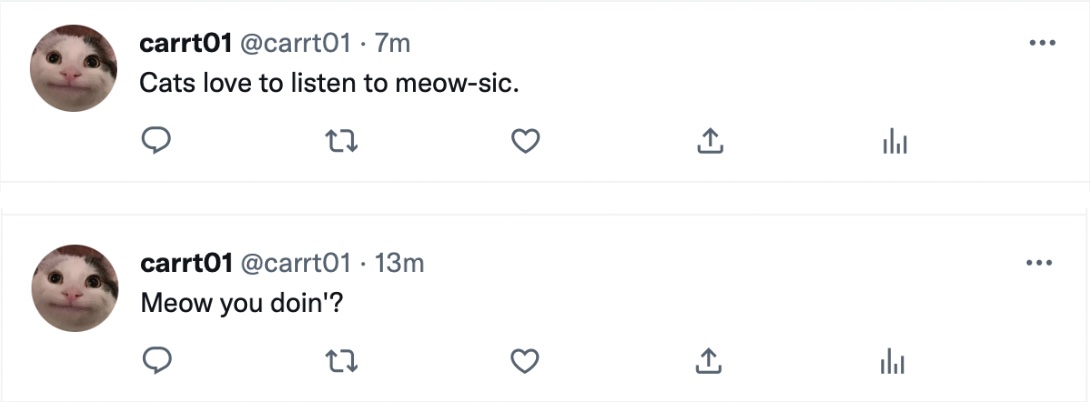 carrt01 @carrt01 · 7m
Cats love to listen to meow-sic.
carrt01 @carrt01 · 13m
Meow you doin'?